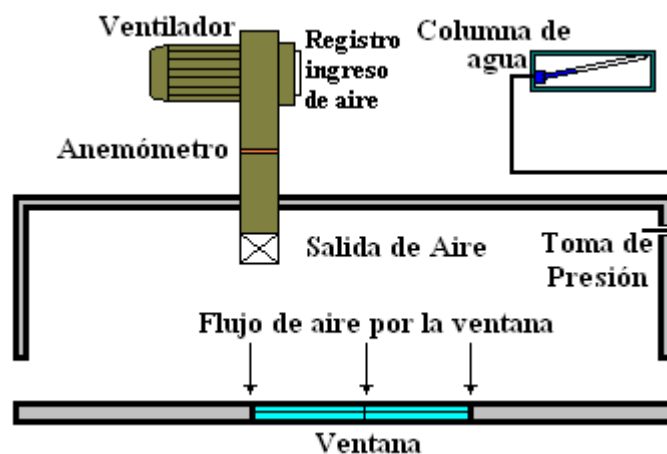 Ventilador
Registro
ingreso
de aire
Columna de
agua
Anemómetro
Salida de Aire
Toma de
Presión
Flujo de aire por la ventana
Ventana